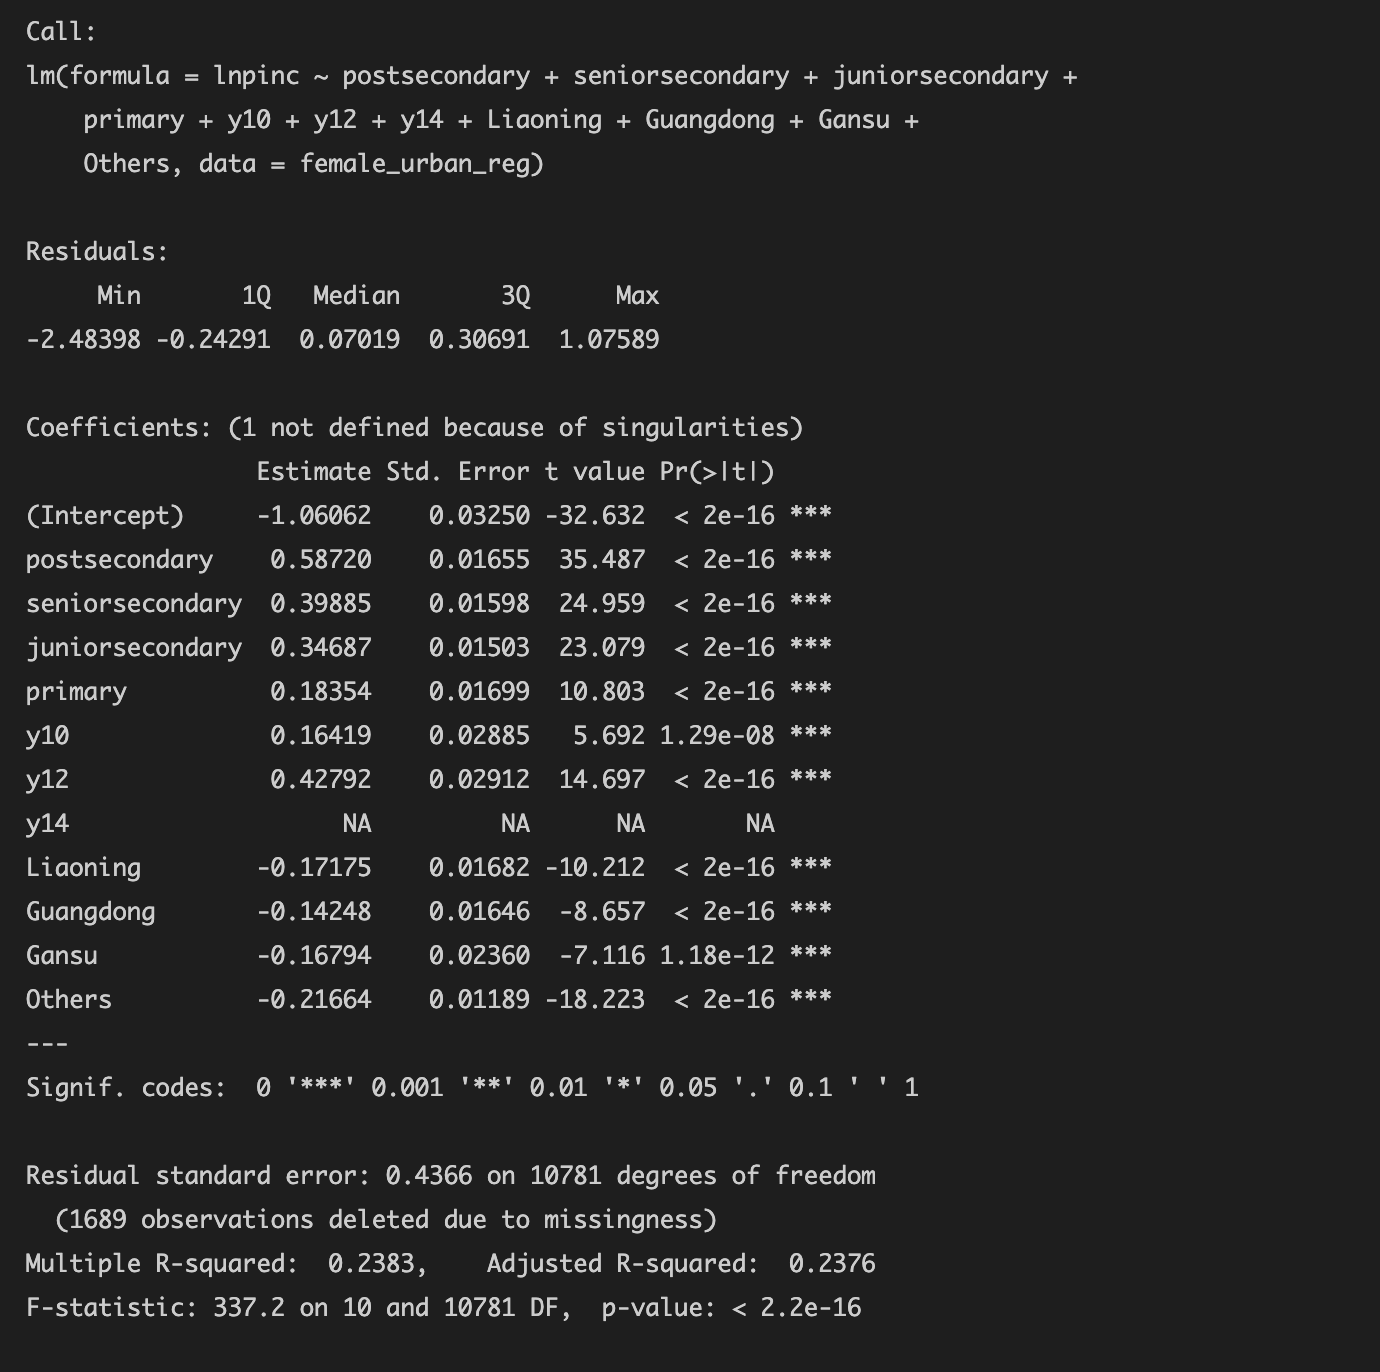 Call:
lm(formula = lnpinc ~ postsecondary + seniorsecondary + juniorsecondary +
    primary + y10 + y12 + y14 + Liaoning + Guangdong + Gansu +
    Others, data = female_urban_reg)

Residuals:
     Min       1Q   Median       3Q      Max
-2.48398 -0.24291  0.07019  0.30691  1.07589

Coefficients: (1 not defined because of singularities)
                Estimate Std. Error t value Pr(>|t|)
(Intercept)     -1.06062    0.03250 -32.632  < 2e-16 ***
postsecondary    0.58720    0.01655  35.487  < 2e-16 ***
seniorsecondary  0.39885    0.01598  24.959  < 2e-16 ***
juniorsecondary  0.34687    0.01503  23.079  < 2e-16 ***
primary          0.18354    0.01699  10.803  < 2e-16 ***
y10              0.16419    0.02885   5.692 1.29e-08 ***
y12              0.42792    0.02912  14.697  < 2e-16 ***
y14                   NA         NA      NA       NA
Liaoning        -0.17175    0.01682 -10.212  < 2e-16 ***
Guangdong       -0.14248    0.01646  -8.657  < 2e-16 ***
Gansu           -0.16794    0.02360  -7.116 1.18e-12 ***
Others          -0.21664    0.01189 -18.223  < 2e-16 ***
---
Signif. codes:  0 '***' 0.001 '**' 0.01 '*' 0.05 '.' 0.1 ' ' 1

Residual standard error: 0.4366 on 10781 degrees of freedom
  (1689 observations deleted due to missingness)
Multiple R-squared:  0.2383,    Adjusted R-squared:  0.2376
F-statistic: 337.2 on 10 and 10781 DF,  p-value: < 2.2e-16